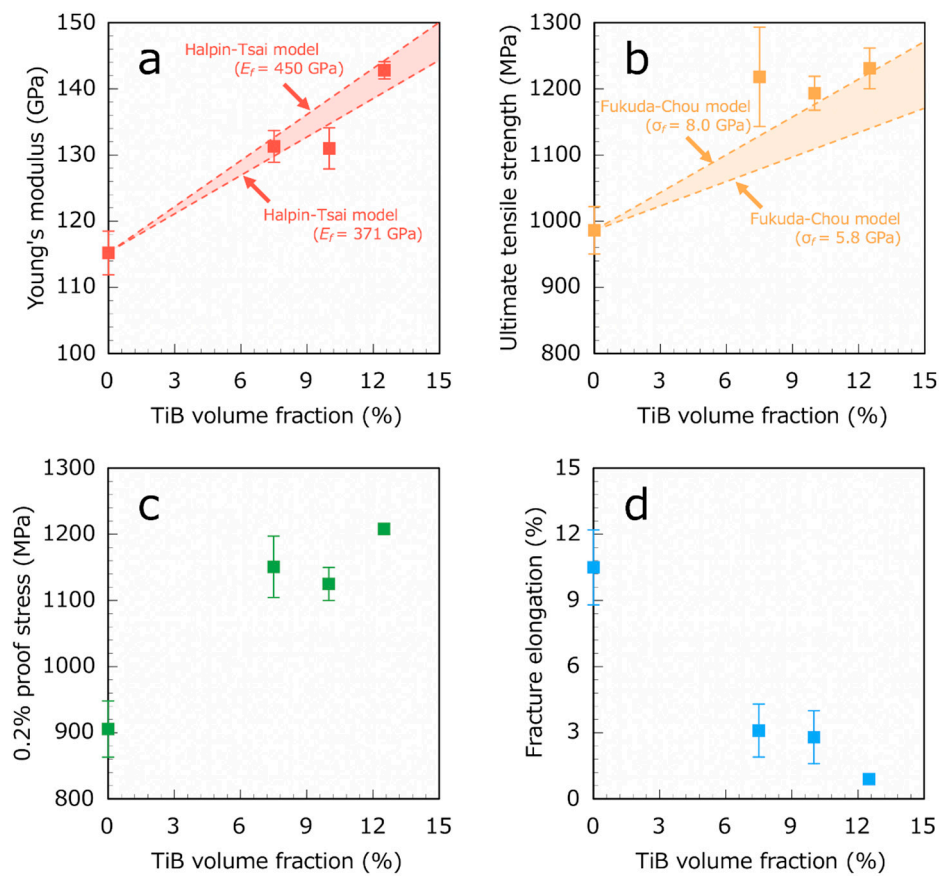 a
Young's modulus (GPa)
150
140
130
120
110
100
Halpin-Tsai model
(Ef = 450 GPa)
Halpin-Tsai model
(Ef = 371 GPa)
0 3 6 9 12 15
TiB volume fraction (%)
b
Ultimate tensile strength (MPa)
1300
1200
1100
1000
900
800
Fukuda-Chou model
(σf = 8.0 GPa)
Fukuda-Chou model
(σf = 5.8 GPa)
0 3 6 9 12 15
TiB volume fraction (%)
c
0.2% proof stress (MPa)
1300
1200
1100
1000
900
800
0 3 6 9 12 15
TiB volume fraction (%)
d
Fracture elongation (%)
15
12
9
6
3
0
0 3 6 9 12 15
TiB volume fraction (%)